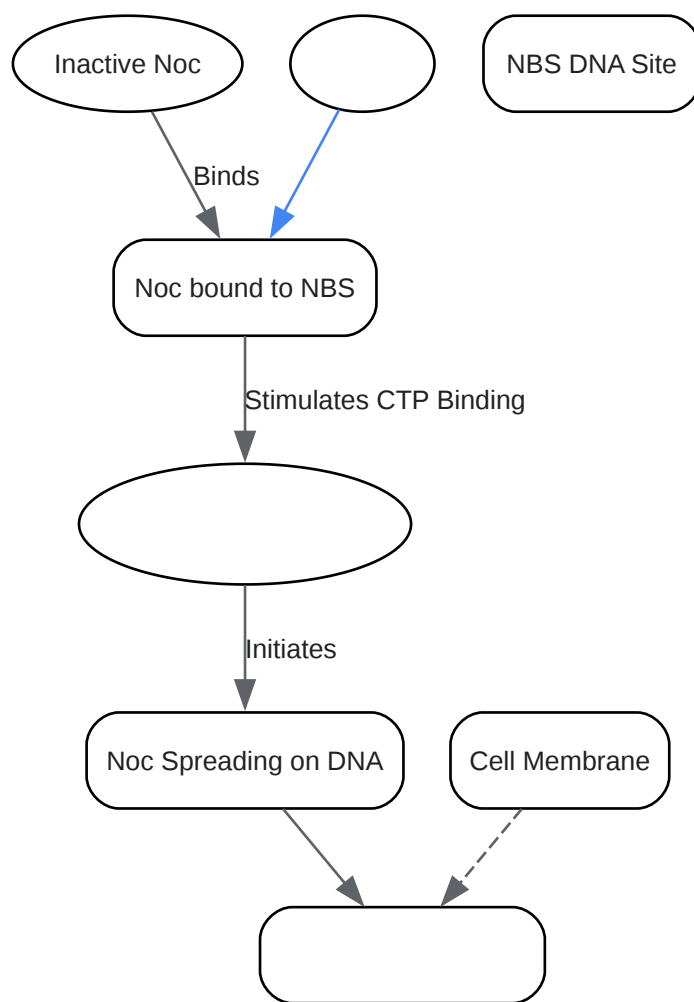 Inactive Noc
NBS DNA Site
Binds
Noc bound to NBS
Stimulates CTP Binding
Initiates
Noc Spreading on DNA
Cell Membrane